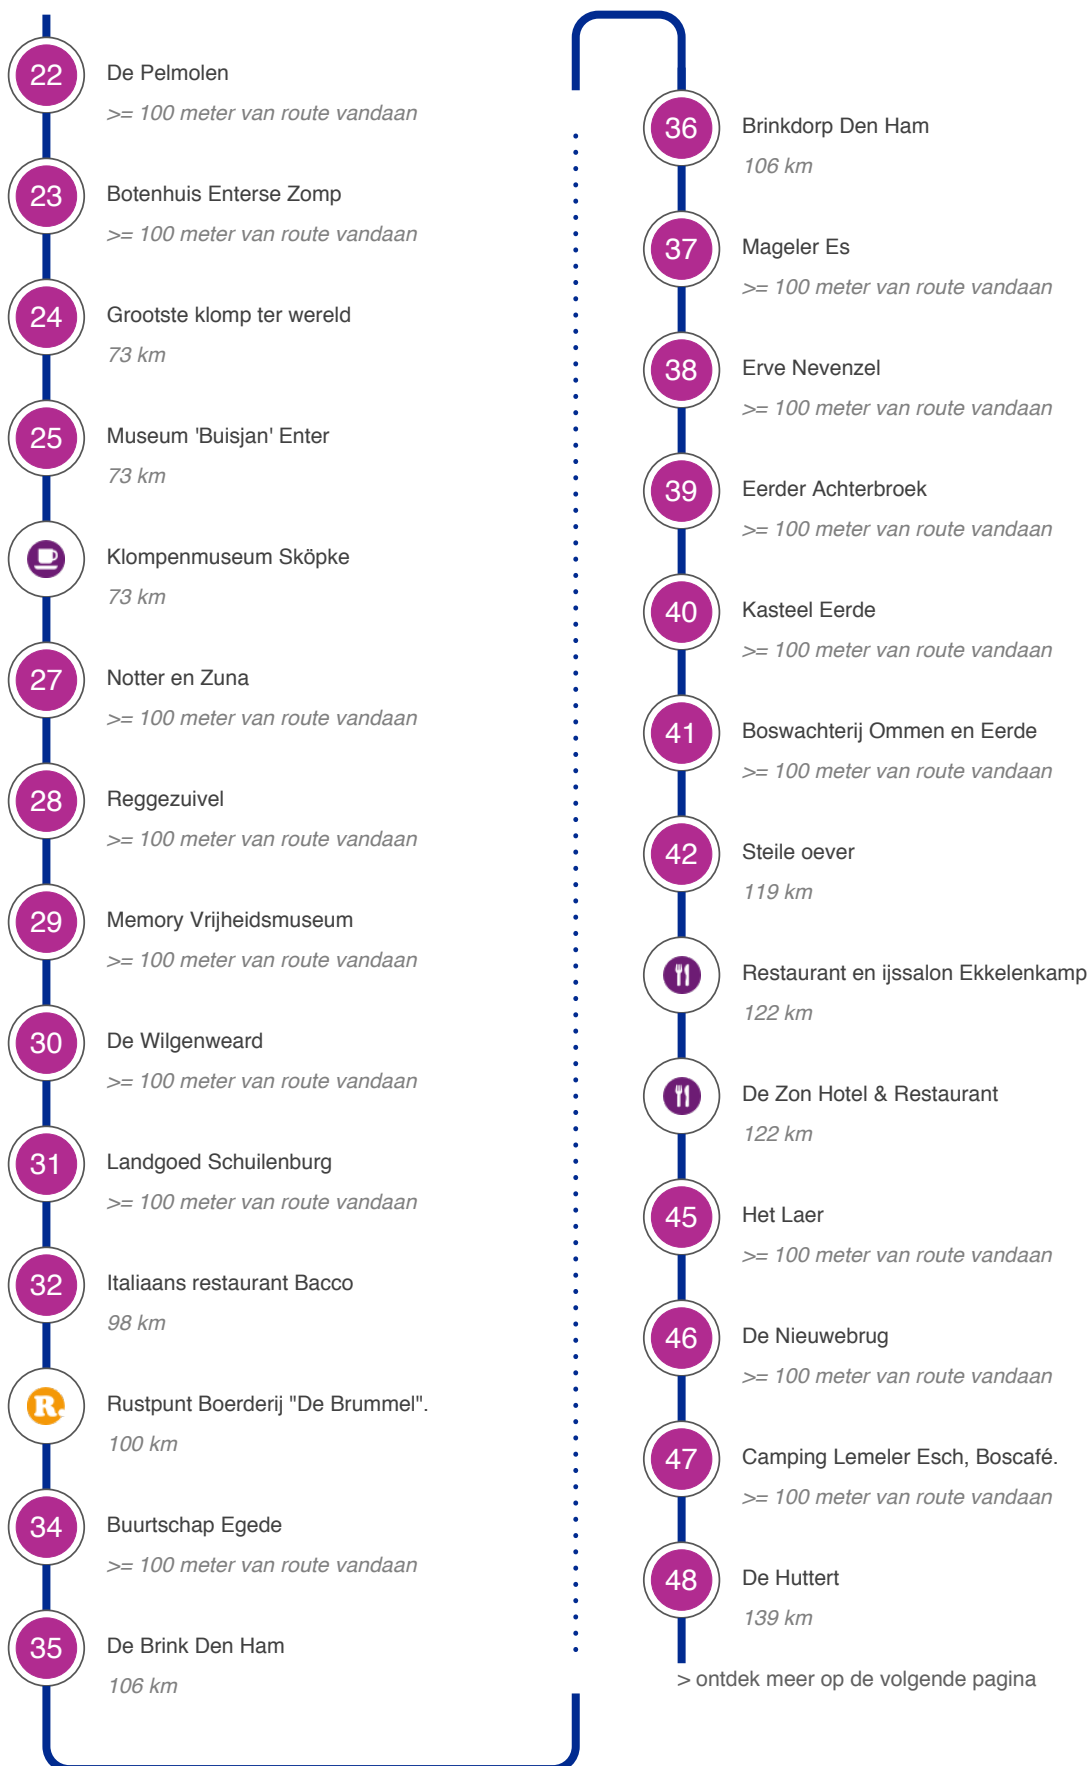 22
De Pelmolen
>= 100 meter van route vandaan
23
Botenhuis Enterse Zomp
>= 100 meter van route vandaan
24
Grootste klomp ter wereld
73 km
25
Museum 'Buisjan' Enter
73 km
Klompenmuseum Sköpke
73 km
27
Notter en Zuna
>= 100 meter van route vandaan
28
Reggezuivel
>= 100 meter van route vandaan
29
Memory Vrijheidsmuseum
>= 100 meter van route vandaan
30
De Wilgenweard
>= 100 meter van route vandaan
31
Landgoed Schuilenburg
>= 100 meter van route vandaan
32
Italiaans restaurant Bacco
98 km
R.
Rustpunt Boerderij "De Brummel".
100 km
34
Buurtschap Egede
>= 100 meter van route vandaan
35
De Brink Den Ham
106 km
36
Brinkdorp Den Ham
106 km
37
Mageler Es
>= 100 meter van route vandaan
38
Erve Nevenzel
>= 100 meter van route vandaan
39
Eerder Achterbroek
>= 100 meter van route vandaan
40
Kasteel Eerde
>= 100 meter van route vandaan
41
Boswachterij Ommen en Eerde
>= 100 meter van route vandaan
42
Steile oever
119 km
Restaurant en ijssalon Ekkelenkamp
122 km
De Zon Hotel & Restaurant
122 km
45
Het Laer
>= 100 meter van route vandaan
46
De Nieuwebrug
>= 100 meter van route vandaan
47
Camping Lemeler Esch, Boscafé.
>= 100 meter van route vandaan
48
De Huttert
139 km
> ontdek meer op de volgende pagina